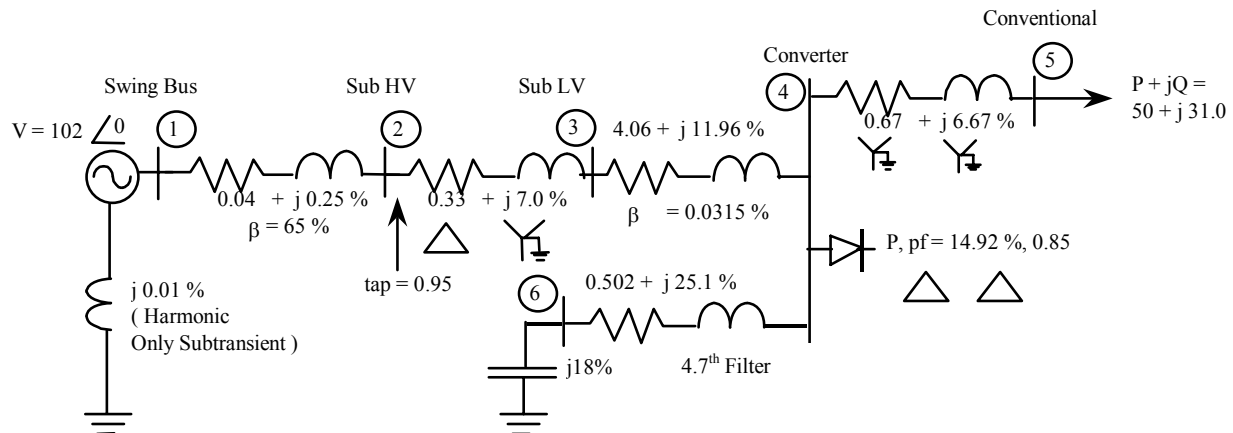 Conventional
5
P + jQ =
50 + j 31.0
Converter
4
0.67 + j 6.67 %
Swing Bus
Sub HV
Sub LV
V = 102 ∠0
1
2
3
4.06 + j 11.96 %
0.04 + j 0.25 %
β = 65 %
0.33 + j 7.0 %
β = 0.0315 %
tap = 0.95
P, pf = 14.92 %, 0.85
j 0.01 %
( Harmonic
Only Subtransient )
6
0.502 + j 25.1 %
j18%
4.7th Filter